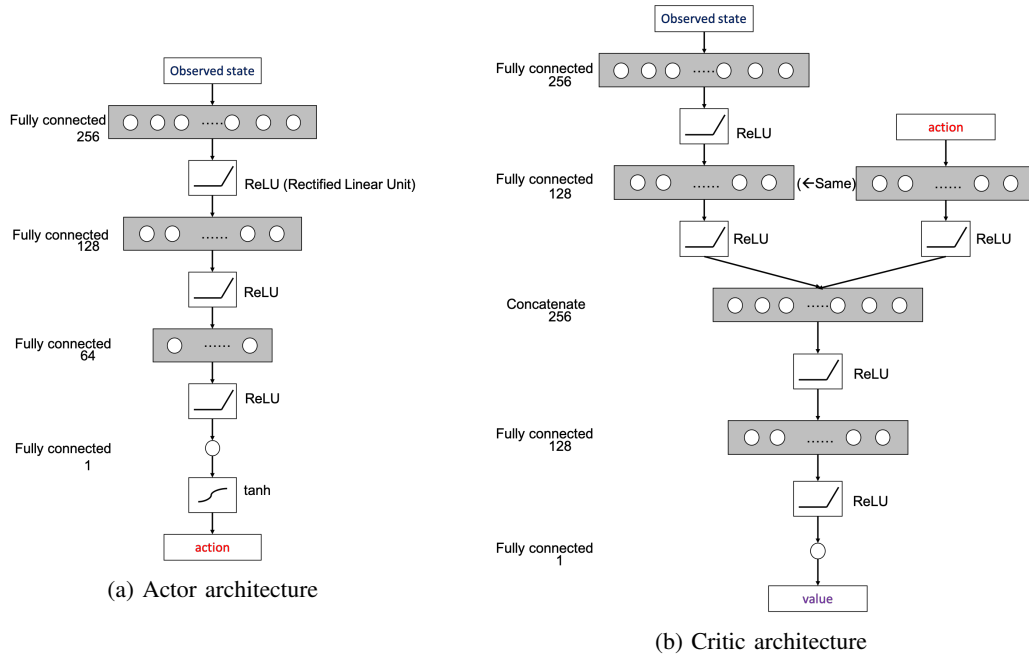 Observed state
Fully connected
256
ReLU (Rectified Linear Unit)
Fully connected
128
ReLU
Fully connected
64
ReLU
Fully connected
1
tanh
action
(a) Actor architecture
Observed state
Fully connected
256
ReLU
action
Fully connected
128
(←Same)
ReLU
ReLU
Concatenate
256
ReLU
Fully connected
128
ReLU
Fully connected
1
value
(b) Critic architecture